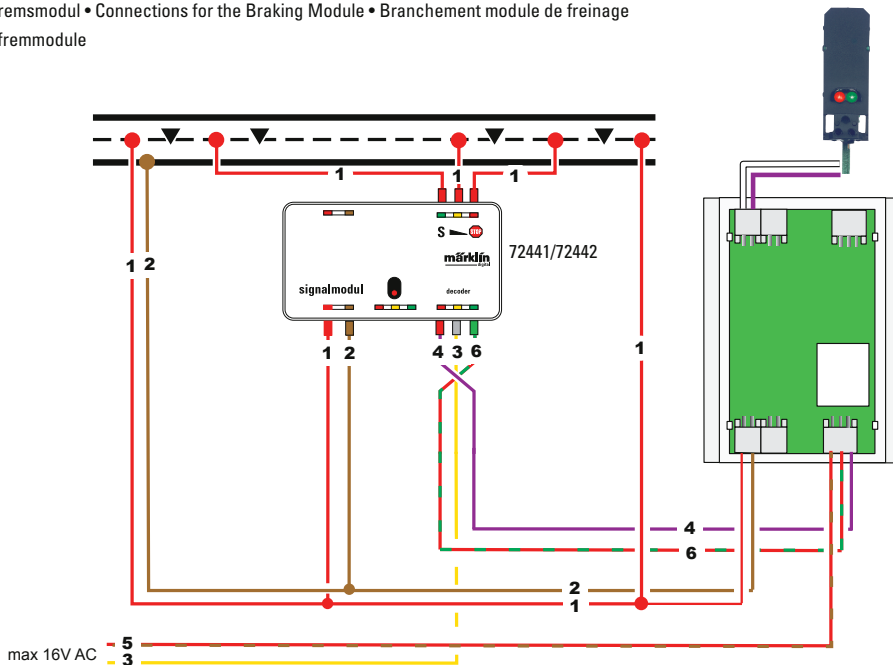 remsmodul • Connections for the Braking Module • Branchement module de freinage
fremmodule
1 1 1
S STOP
märklin
digital
72441/72442
1 2
signalmodul decoder
1 2 4 3 6 1
4
6
2
1
5
max 16V AC 3